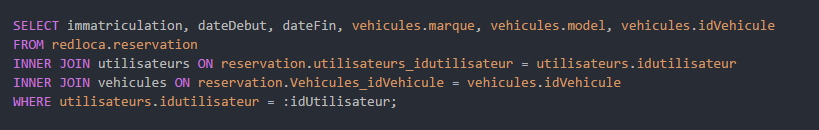 SELECT immatriculation, dateDebut, dateFin, vehicules.marque, vehicules.model, vehicules.idVehicule
FROM redloca.reservation
INNER JOIN utilisateurs ON reservation.utilisateurs_idutilisateur = utilisateurs.idutilisateur
INNER JOIN vehicules ON reservation.Vehicules_idVehicule = vehicules.idVehicule
WHERE utilisateurs.idutilisateur = :idUtilisateur;